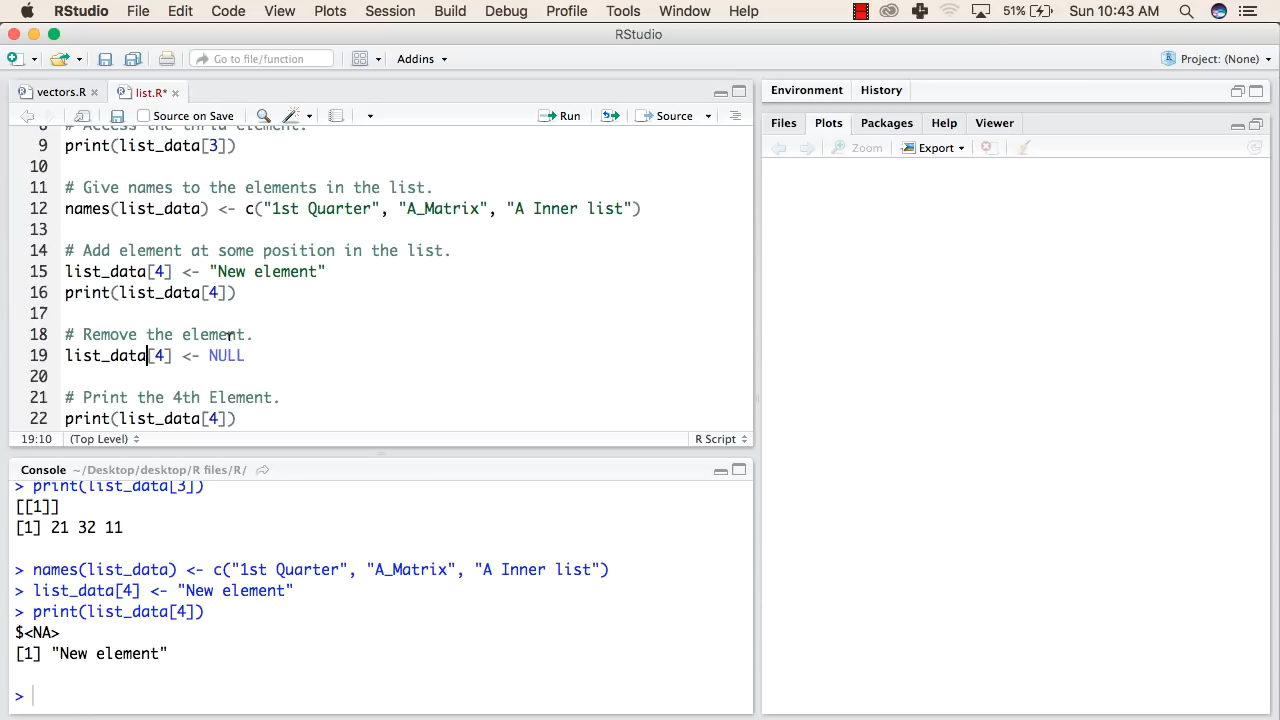 RStudio File Edit Code View Plots Session Build Debug Profile Tools Window Help 51% Sun 10:43 AM
RStudio
Go to file/function Addins Project: (None)
vectors.R list.R*
Environment History
Source on Save Run Source
Files Plots Packages Help Viewer
Zoom Export
8 # Access the third element.
9 print(list_data[3])
10
11 # Give names to the elements in the list.
12 names(list_data) <- c("1st Quarter", "A_Matrix", "A Inner list")
13
14 # Add element at some position in the list.
15 list_data[4] <- "New element"
16 print(list_data[4])
17
18 # Remove the element.
19 list_data[4] <- NULL
20
21 # Print the 4th Element.
22 print(list_data[4])
19:10 (Top Level) R Script
Console ~/Desktop/desktop/R files/R/
> print(list_data[3])
[[1]]
[1] 21 32 11
> names(list_data) <- c("1st Quarter", "A_Matrix", "A Inner list")
> list_data[4] <- "New element"
> print(list_data[4])
$<NA>
[1] "New element"
>